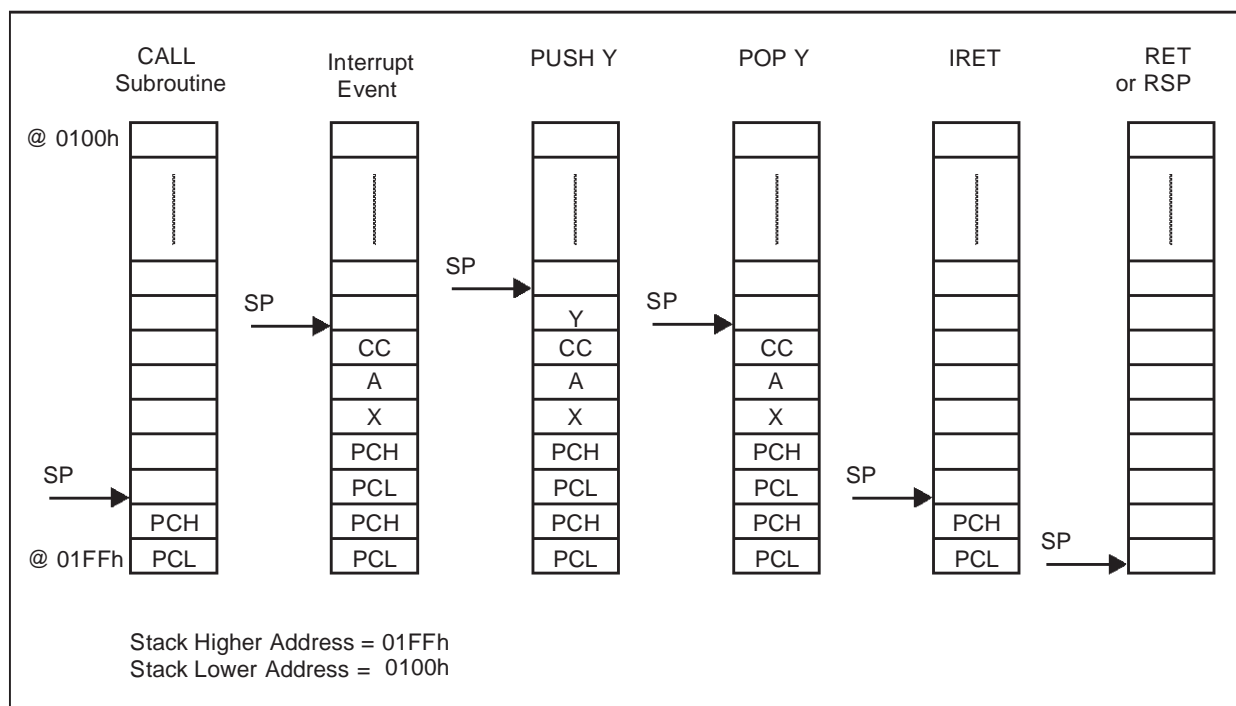 CALL
Subroutine
Interrupt
Event
PUSH Y
POP Y
IRET
RET
or RSP
@ 0100h
SP
SP
SP
Y
CC
CC
CC
A
A
A
X
X
X
PCH
PCH
PCH
SP
SP
PCL
PCL
PCL
PCH
PCH
PCH
PCH
PCH
SP
@ 01FFh
PCL
PCL
PCL
PCL
PCL
Stack Higher Address = 01FFh
Stack Lower Address = 0100h